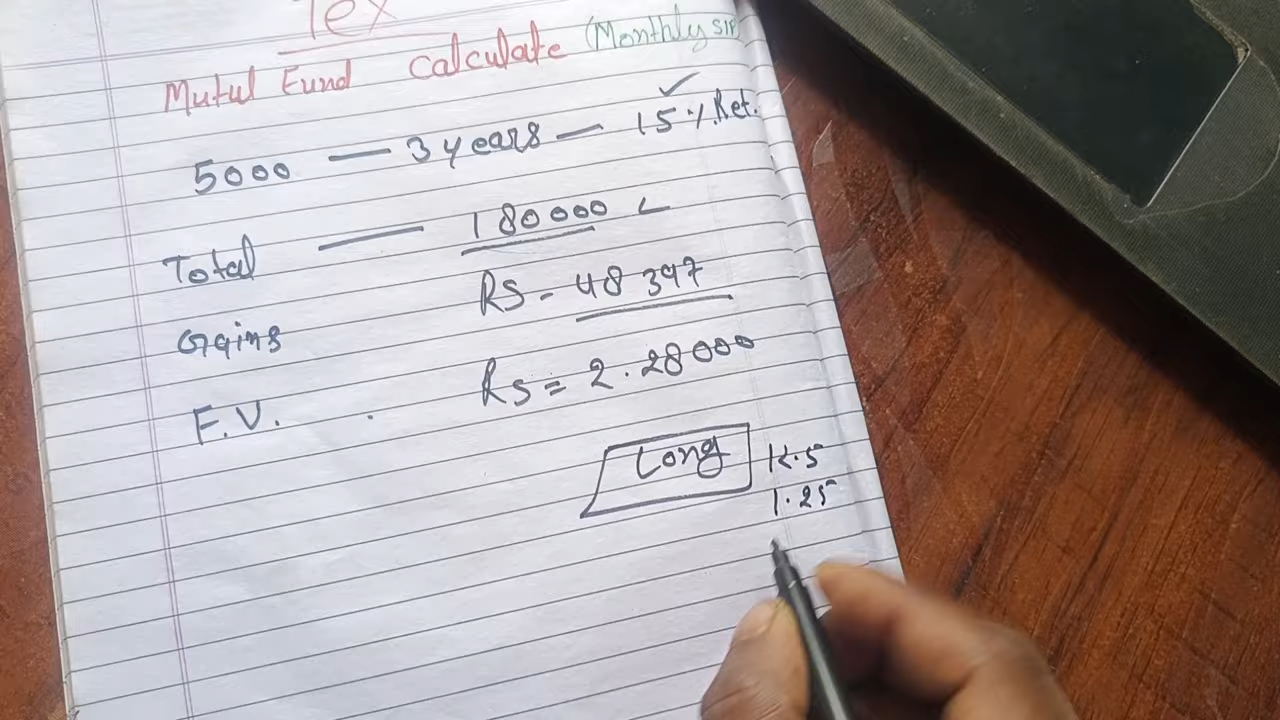 Tex
Mutul Fund Calculate (Monthly SIP)
5000 — 3 years — 15% Ret.
Total — 180000
Gains Rs - 48397
F.V. Rs = 2.28000
Long 12.5
1.25